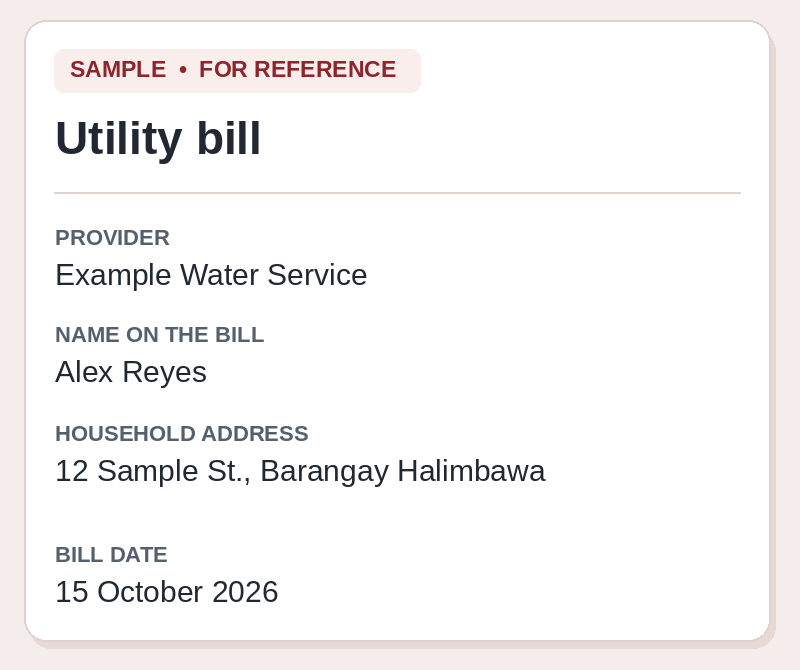 SAMPLE • FOR REFERENCE
Utility bill
PROVIDER
Example Water Service
NAME ON THE BILL
Alex Reyes
HOUSEHOLD ADDRESS
12 Sample St., Barangay Halimbawa
BILL DATE
15 October 2026